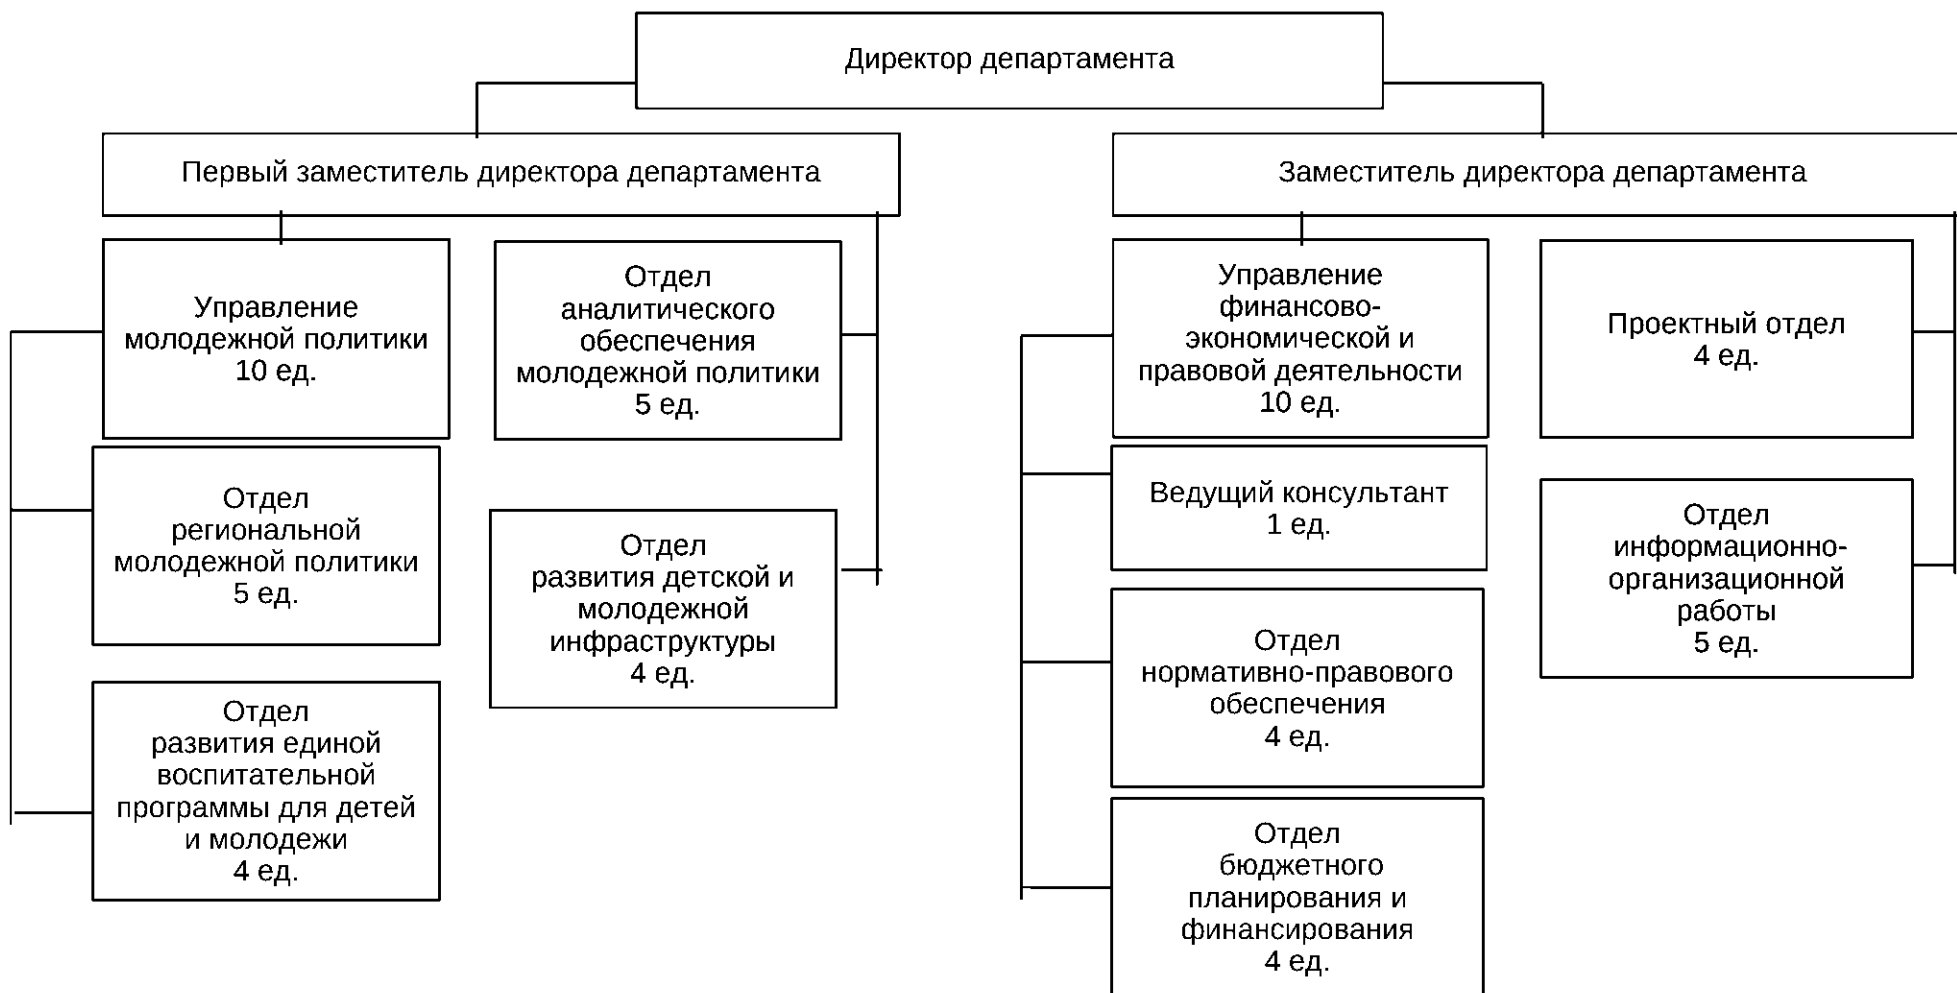 Директор департамента
Первый заместитель директора департамента
Заместитель директора департамента
Управление
молодежной политики
10 ед.
Отдел
аналитического
обеспечения
молодежной политики
5 ед.
Отдел
региональной
молодежной политики
5 ед.
Отдел
развития детской и
молодежной
инфраструктуры
4 ед.
Отдел
развития единой
воспитательной
программы для детей
и молодежи
4 ед.
Управление
финансово-
экономической и
правовой деятельности
10 ед.
Проектный отдел
4 ед.
Ведущий консультант
1 ед.
Отдел
информационно-
организационной
работы
5 ед.
Отдел
нормативно-правового
обеспечения
4 ед.
Отдел
бюджетного
планирования и
финансирования
4 ед.